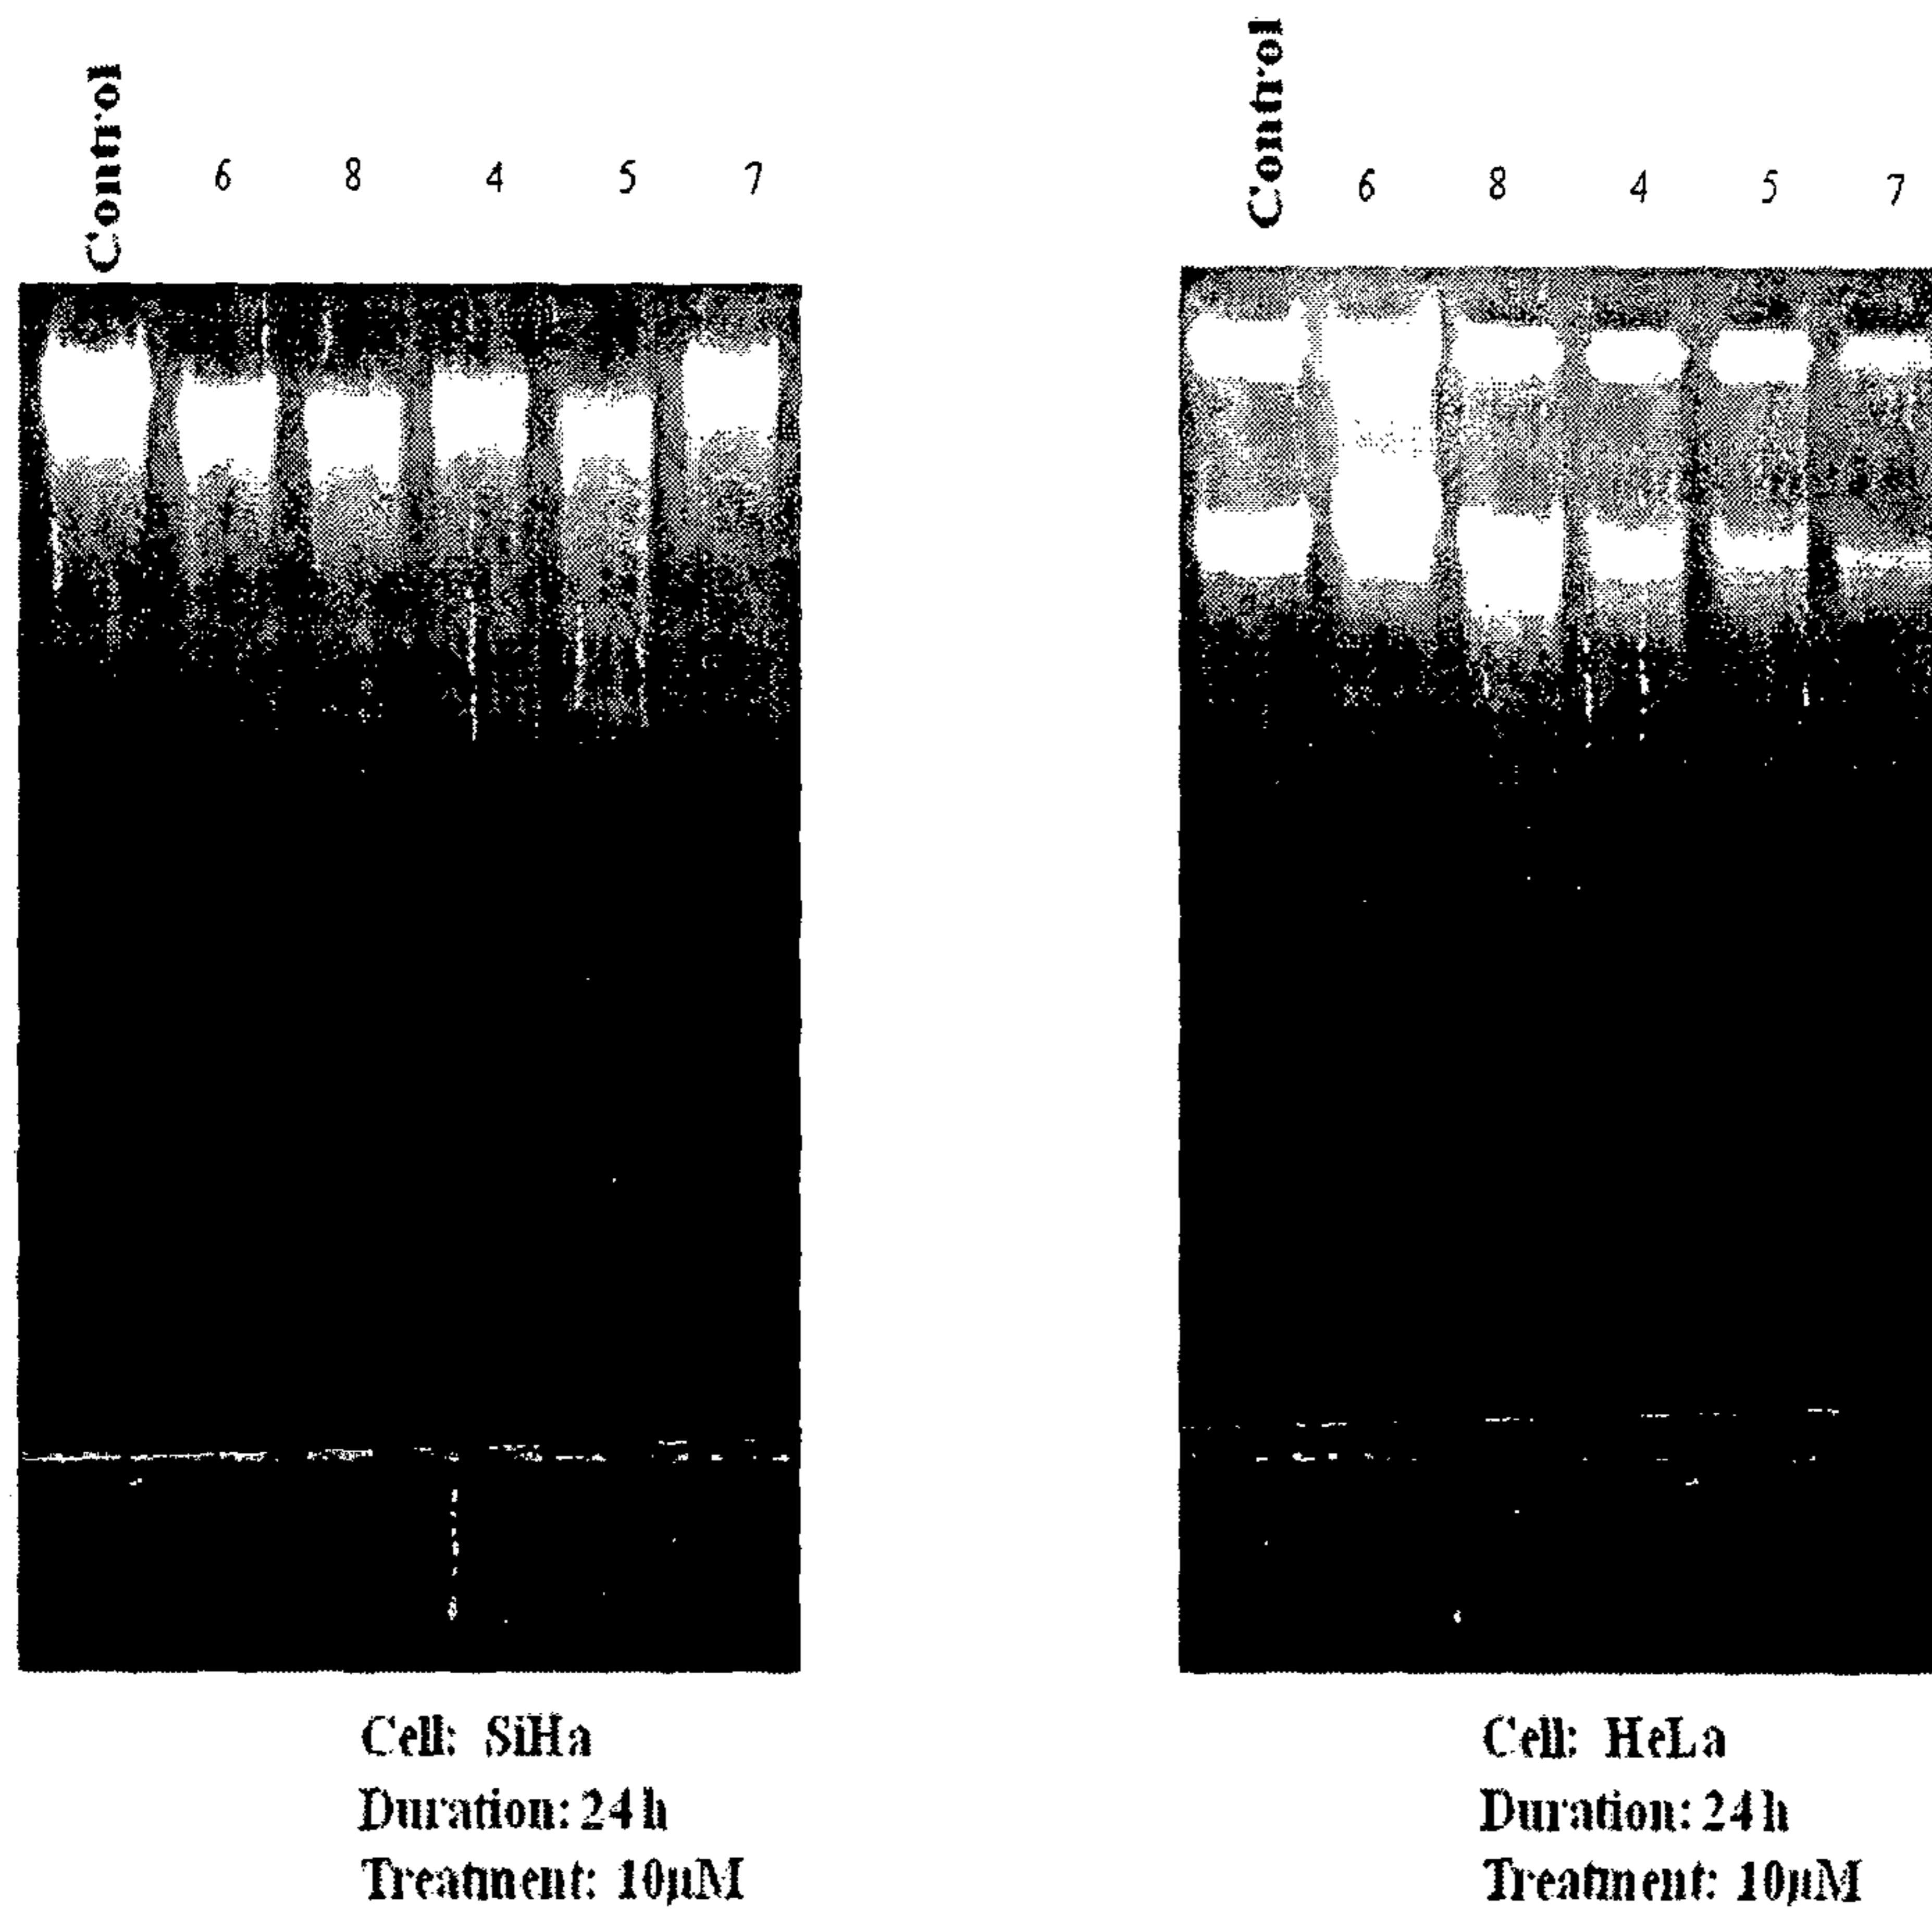 Control 6 8 4 5 7
Control 6 8 4 5 7
Cell: SiHa
Duration: 24 h
Treatment: 10µM
Cell: HeLa
Duration: 24 h
Treatment: 10µM